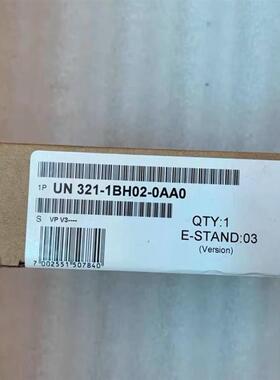 1P UN 321-1BH02-0AA0
S VP V3----
QTY:1
E-STAND:03
(Version)
7 002551 507840